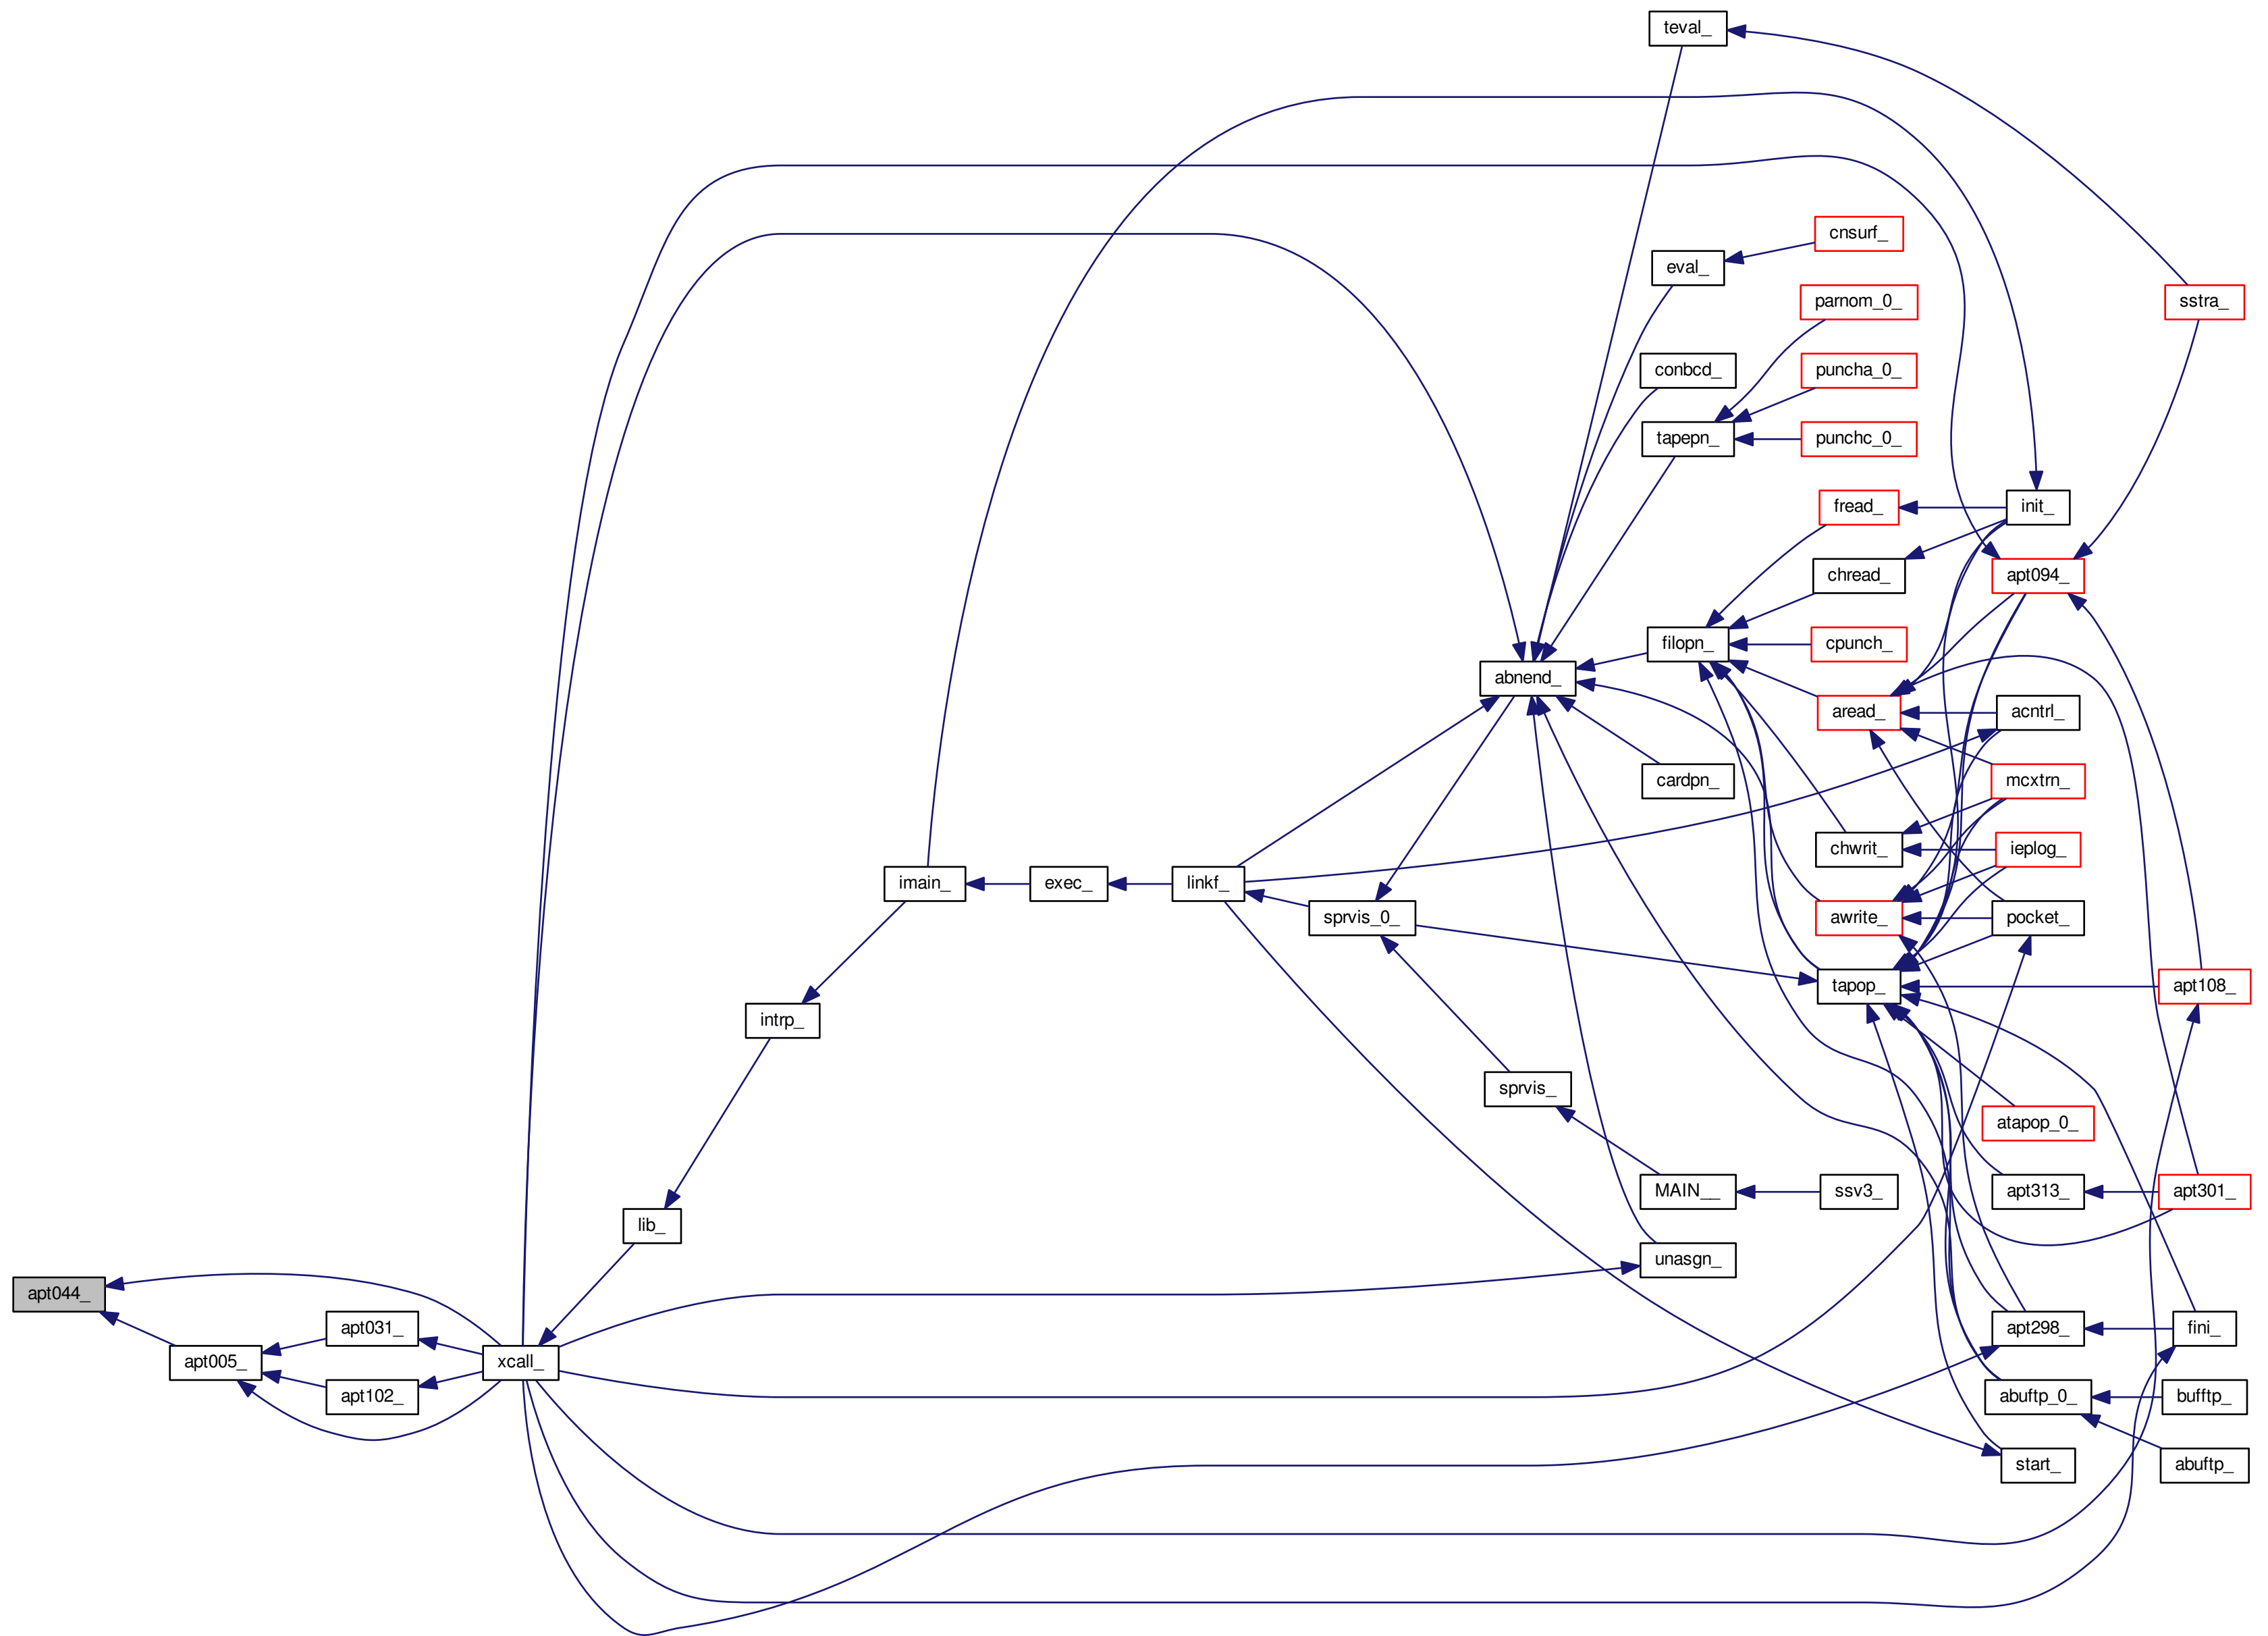 teval_
cnsurf_
eval_
sstra_
parnom_0_
conbcd_
puncha_0_
tapepn_
punchc_0_
fread_
init_
chread_
apt094_
filopn_
cpunch_
abnend_
aread_
acntrl_
cardpn_
mcxtrn_
chwrit_
ieplog_
imain_
exec_
linkf_
sprvis_0_
awrite_
pocket_
tapop_
apt108_
intrp_
sprvis_
atapop_0_
MAIN__
ssv3_
apt313_
apt301_
lib_
unasgn_
apt044_
apt031_
apt298_
fini_
apt005_
xcall_
apt102_
abuftp_0_
bufftp_
start_
abuftp_